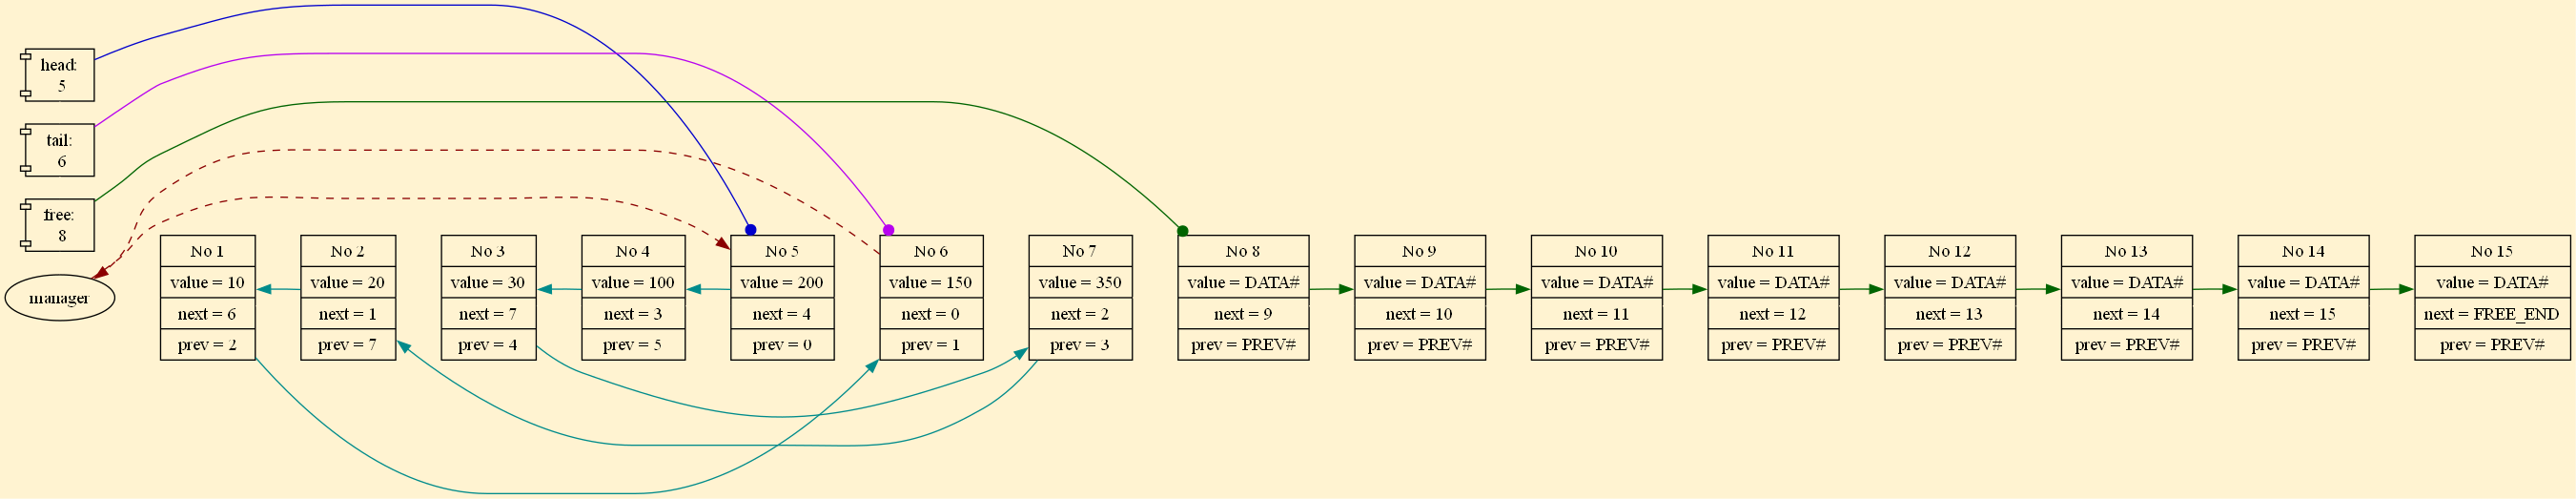 head:
5
tail:
6
free:
8
manager
No 1
value = 10
next = 6
prev = 2
No 2
value = 20
next = 1
prev = 7
No 3
value = 30
next = 7
prev = 4
No 4
value = 100
next = 3
prev = 5
No 5
value = 200
next = 4
prev = 0
No 6
value = 150
next = 0
prev = 1
No 7
value = 350
next = 2
prev = 3
No 8
value = DATA#
next = 9
prev = PREV#
No 9
value = DATA#
next = 10
prev = PREV#
No 10
value = DATA#
next = 11
prev = PREV#
No 11
value = DATA#
next = 12
prev = PREV#
No 12
value = DATA#
next = 13
prev = PREV#
No 13
value = DATA#
next = 14
prev = PREV#
No 14
value = DATA#
next = 15
prev = PREV#
No 15
value = DATA#
next = FREE_END
prev = PREV#